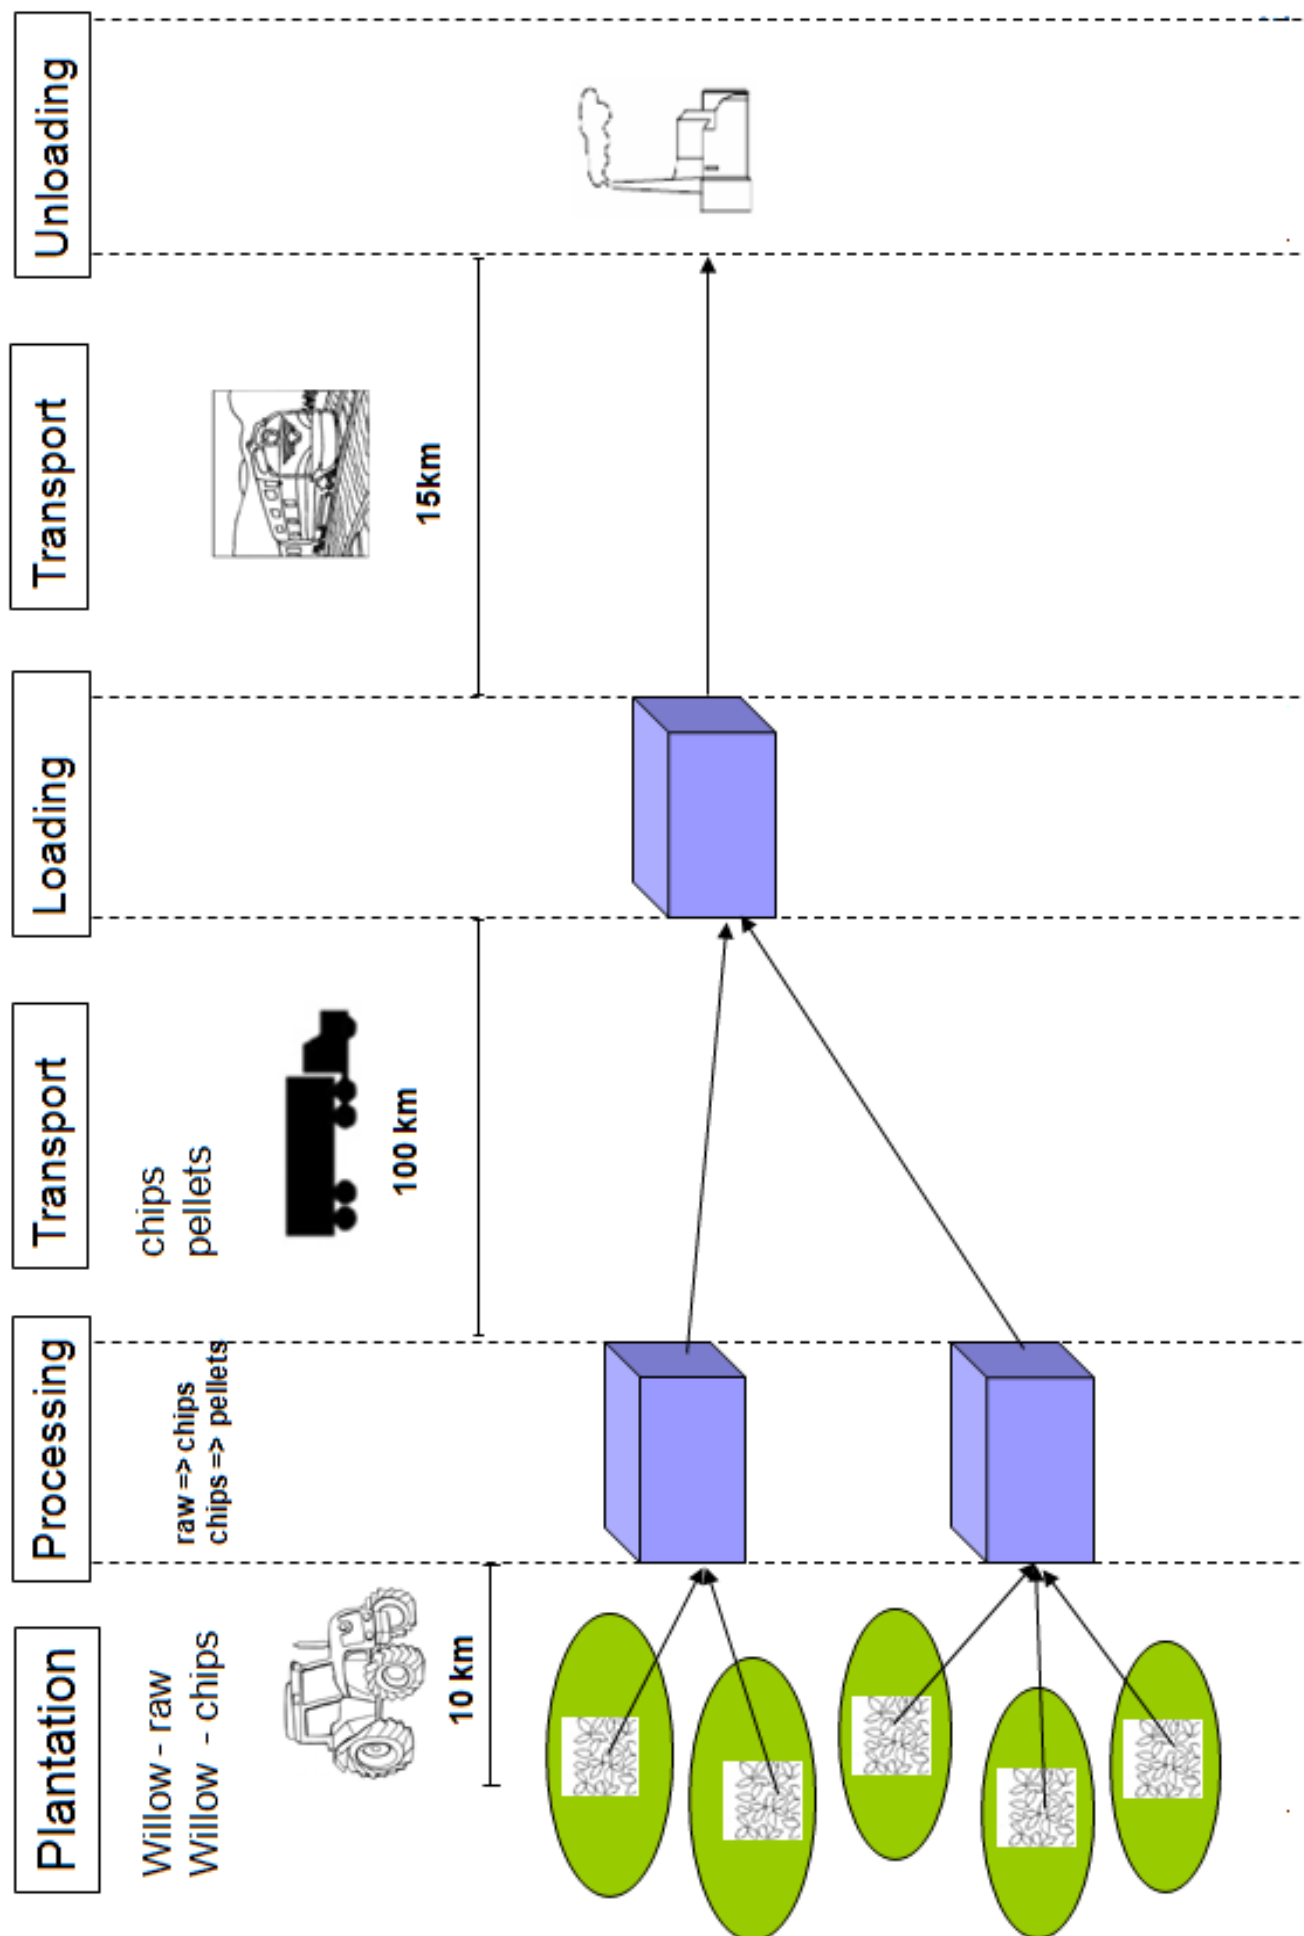 Plantation
Processing
Transport
Loading
Transport
Unloading
Willow - raw
Willow - chips
raw => chips
chips => pellets
chips
pellets
10 km
100 km
15km